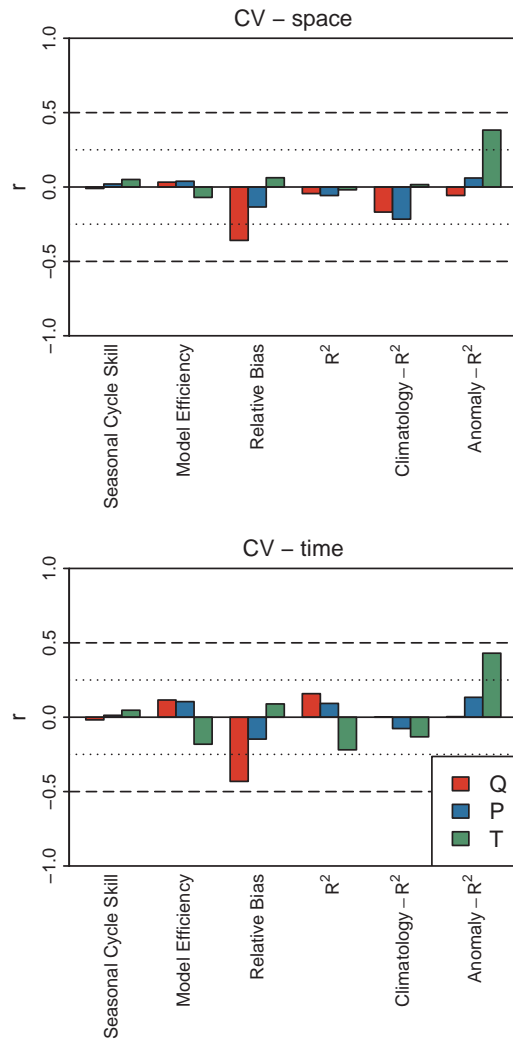 CV – space
1.0
0.5
0.0
−0.5
−1.0
r
Seasonal Cycle Skill
Model Efficiency
Relative Bias
R²
Climatology – R²
Anomaly – R²
CV – time
1.0
0.5
0.0
−0.5
−1.0
r
Q
P
T
Seasonal Cycle Skill
Model Efficiency
Relative Bias
R²
Climatology – R²
Anomaly – R²